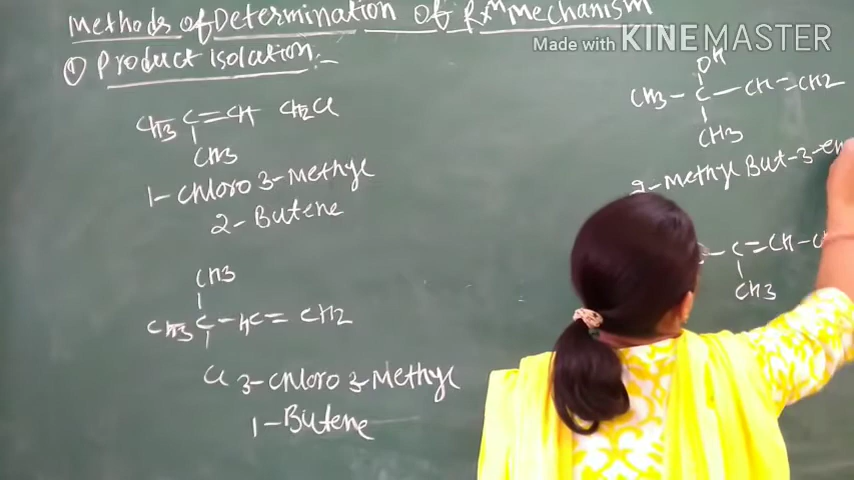 Methods of Determination of Rxⁿ Mechanism
Made with KINEMASTER
① Product isolation :-
CH3 C=CH CH2Cl
CH3
1-Chloro 3-Methyl
2-Butene
CH3
CH3 C-HC=CH2
Cl 3-Chloro 3-Methyl
1-Butene
OH
CH3-C-CH=CH2
CH3
2-Methyl But-3-en
-C=CH-
CH3